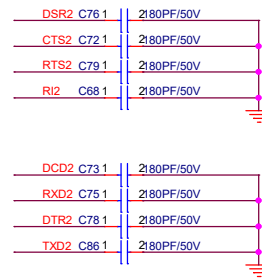 DSR2 C76 1 2 180PF/50V
CTS2 C72 1 2 180PF/50V
RTS2 C79 1 2 180PF/50V
RI2 C68 1 2 180PF/50V
DCD2 C73 1 2 180PF/50V
RXD2 C75 1 2 180PF/50V
DTR2 C78 1 2 180PF/50V
TXD2 C86 1 2 180PF/50V